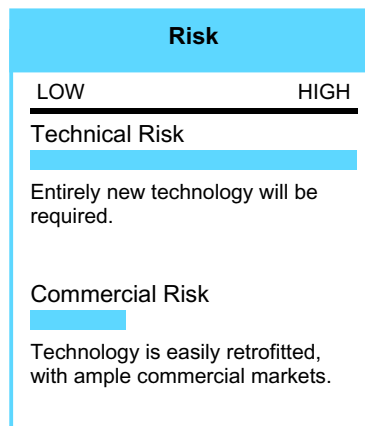 Risk
LOW HIGH
Technical Risk
Entirely new technology will be
required.
Commercial Risk
Technology is easily retrofitted,
with ample commercial markets.